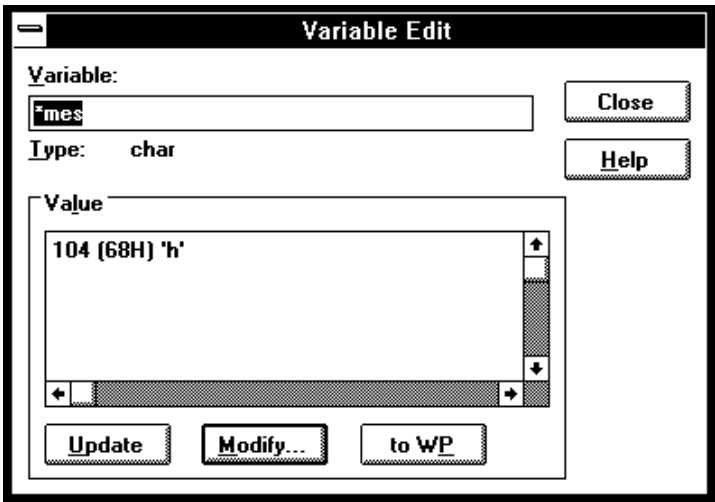 Variable Edit
Variable:
*mes
Close
Type: char
Help
Value
104 (68H) 'h'
Update Modify... to WP